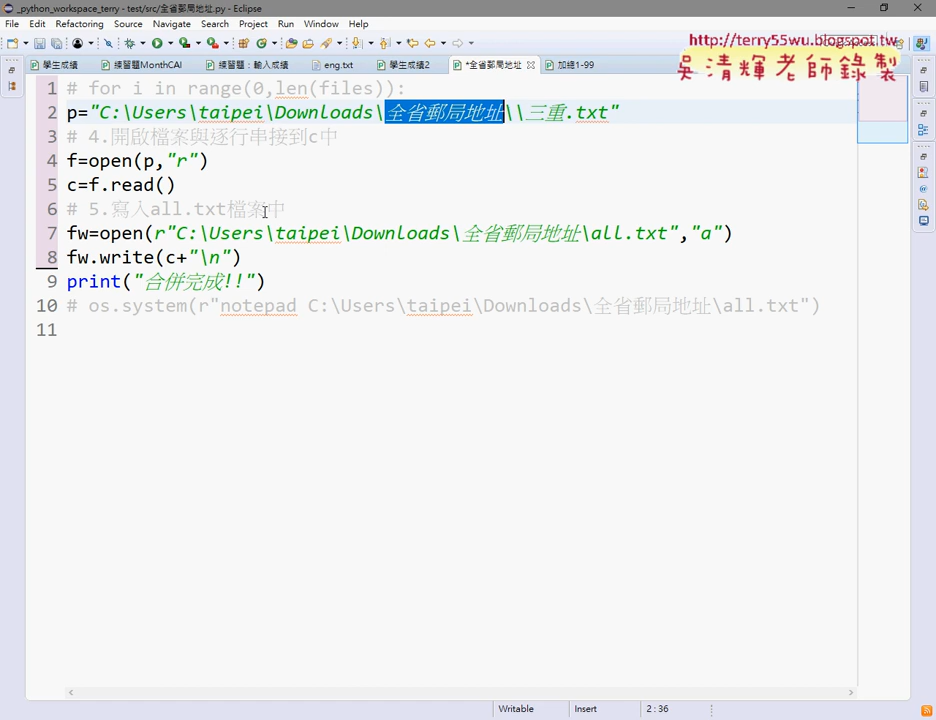 _python_workspace_terry - test/src/全省郵局地址.py - Eclipse
File Edit Refactoring Source Navigate Search Project Run Window Help
http://terry55wu.blogspot.tw
吳清輝老師錄製
學生成績 練習題MonthCAl 練習題：輸入成績 eng.txt 學生成績2 *全省郵局地址 加總1-99
1 # for i in range(0,len(files)):
2 p="C:\Users\taipei\Downloads\全省郵局地址\\三重.txt"
3 # 4.開啟檔案與逐行串接到c中
4 f=open(p,"r")
5 c=f.read()
6 # 5.寫入all.txt檔案中
7 fw=open(r"C:\Users\taipei\Downloads\全省郵局地址\all.txt","a")
8 fw.write(c+"\n")
9 print("合併完成!!")
10 # os.system(r"notepad C:\Users\taipei\Downloads\全省郵局地址\all.txt")
11
Writable Insert 2 : 36